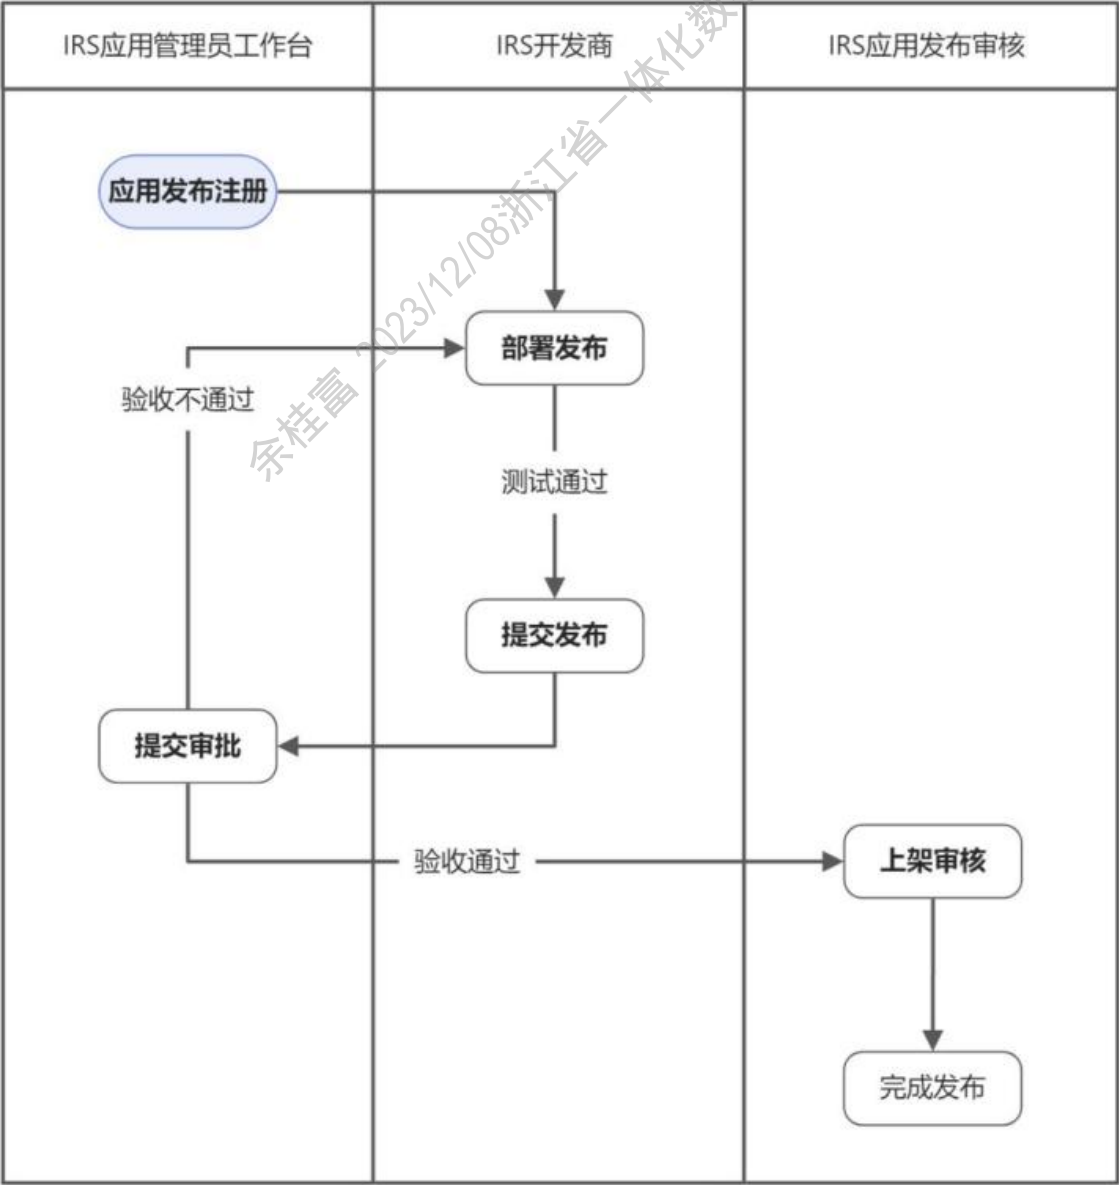 IRS应用管理员工作台
IRS开发商
IRS应用发布审核
应用发布注册
部署发布
验收不通过
测试通过
提交发布
提交审批
验收通过
上架审核
完成发布
余桂富 2023/12/08浙江省一体化数